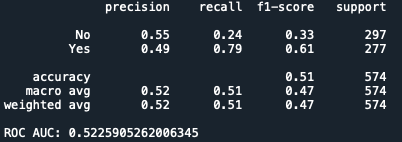 precision recall f1-score support
No 0.55 0.24 0.33 297
Yes 0.49 0.79 0.61 277
accuracy 0.51 574
macro avg 0.52 0.51 0.47 574
weighted avg 0.52 0.51 0.47 574
ROC AUC: 0.5225905262006345